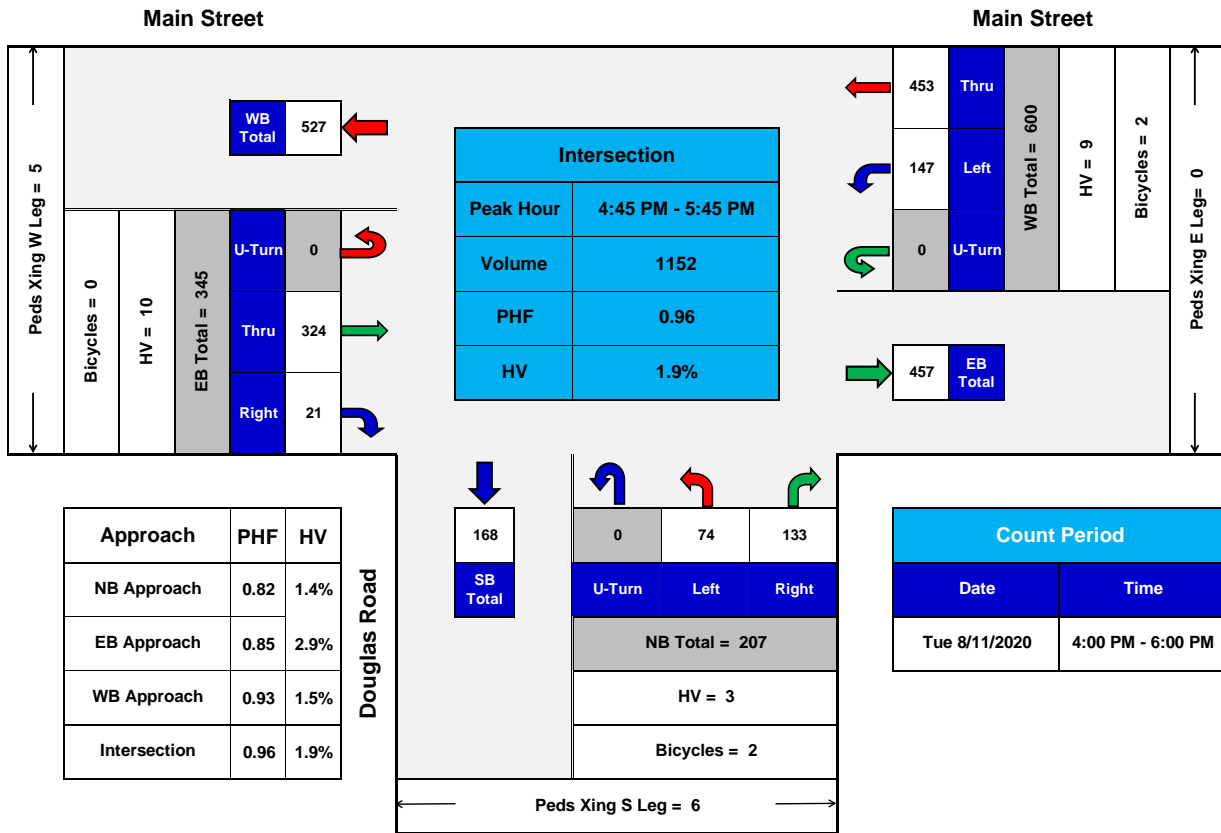 Main Street
Main Street
Peds Xing W Leg = 5
WB Total 527
Bicycles = 0
HV = 10
EB Total = 345
U-Turn 0
Thru 324
Right 21
Intersection
Peak Hour 4:45 PM - 5:45 PM
Volume 1152
PHF 0.96
HV 1.9%
453 Thru
147 Left
0 U-Turn
WB Total = 600
HV = 9
Bicycles = 2
Peds Xing E Leg= 0
457 EB Total
Approach PHF HV
NB Approach 0.82 1.4%
EB Approach 0.85 2.9%
WB Approach 0.93 1.5%
Intersection 0.96 1.9%
Douglas Road
168
SB Total
0 74 133
U-Turn Left Right
NB Total = 207
HV = 3
Bicycles = 2
Peds Xing S Leg = 6
Count Period
Date Time
Tue 8/11/2020 4:00 PM - 6:00 PM